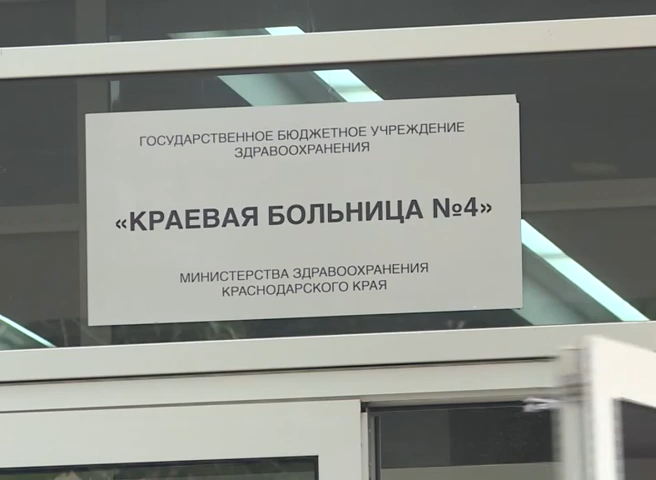 ГОСУДАРСТВЕННОЕ БЮДЖЕТНОЕ УЧРЕЖДЕНИЕ
ЗДРАВООХРАНЕНИЯ
«КРАЕВАЯ БОЛЬНИЦА №4»
МИНИСТЕРСТВА ЗДРАВООХРАНЕНИЯ
КРАСНОДАРСКОГО КРАЯ